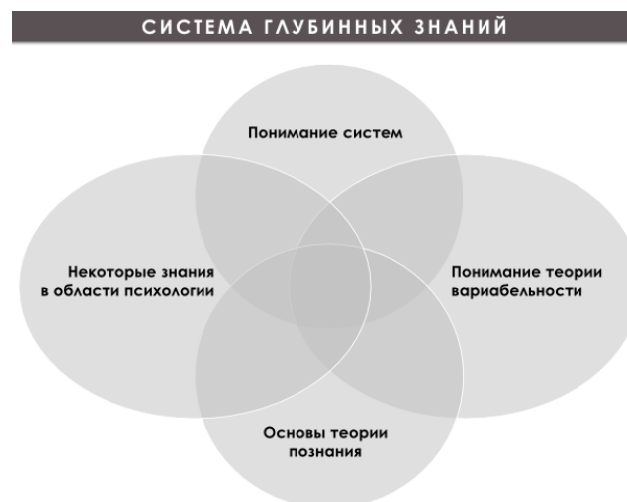 СИСТЕМА ГЛУБИННЫХ ЗНАНИЙ
Понимание систем
Некоторые знания
в области психологии
Понимание теории
вариабельности
Основы теории
познания